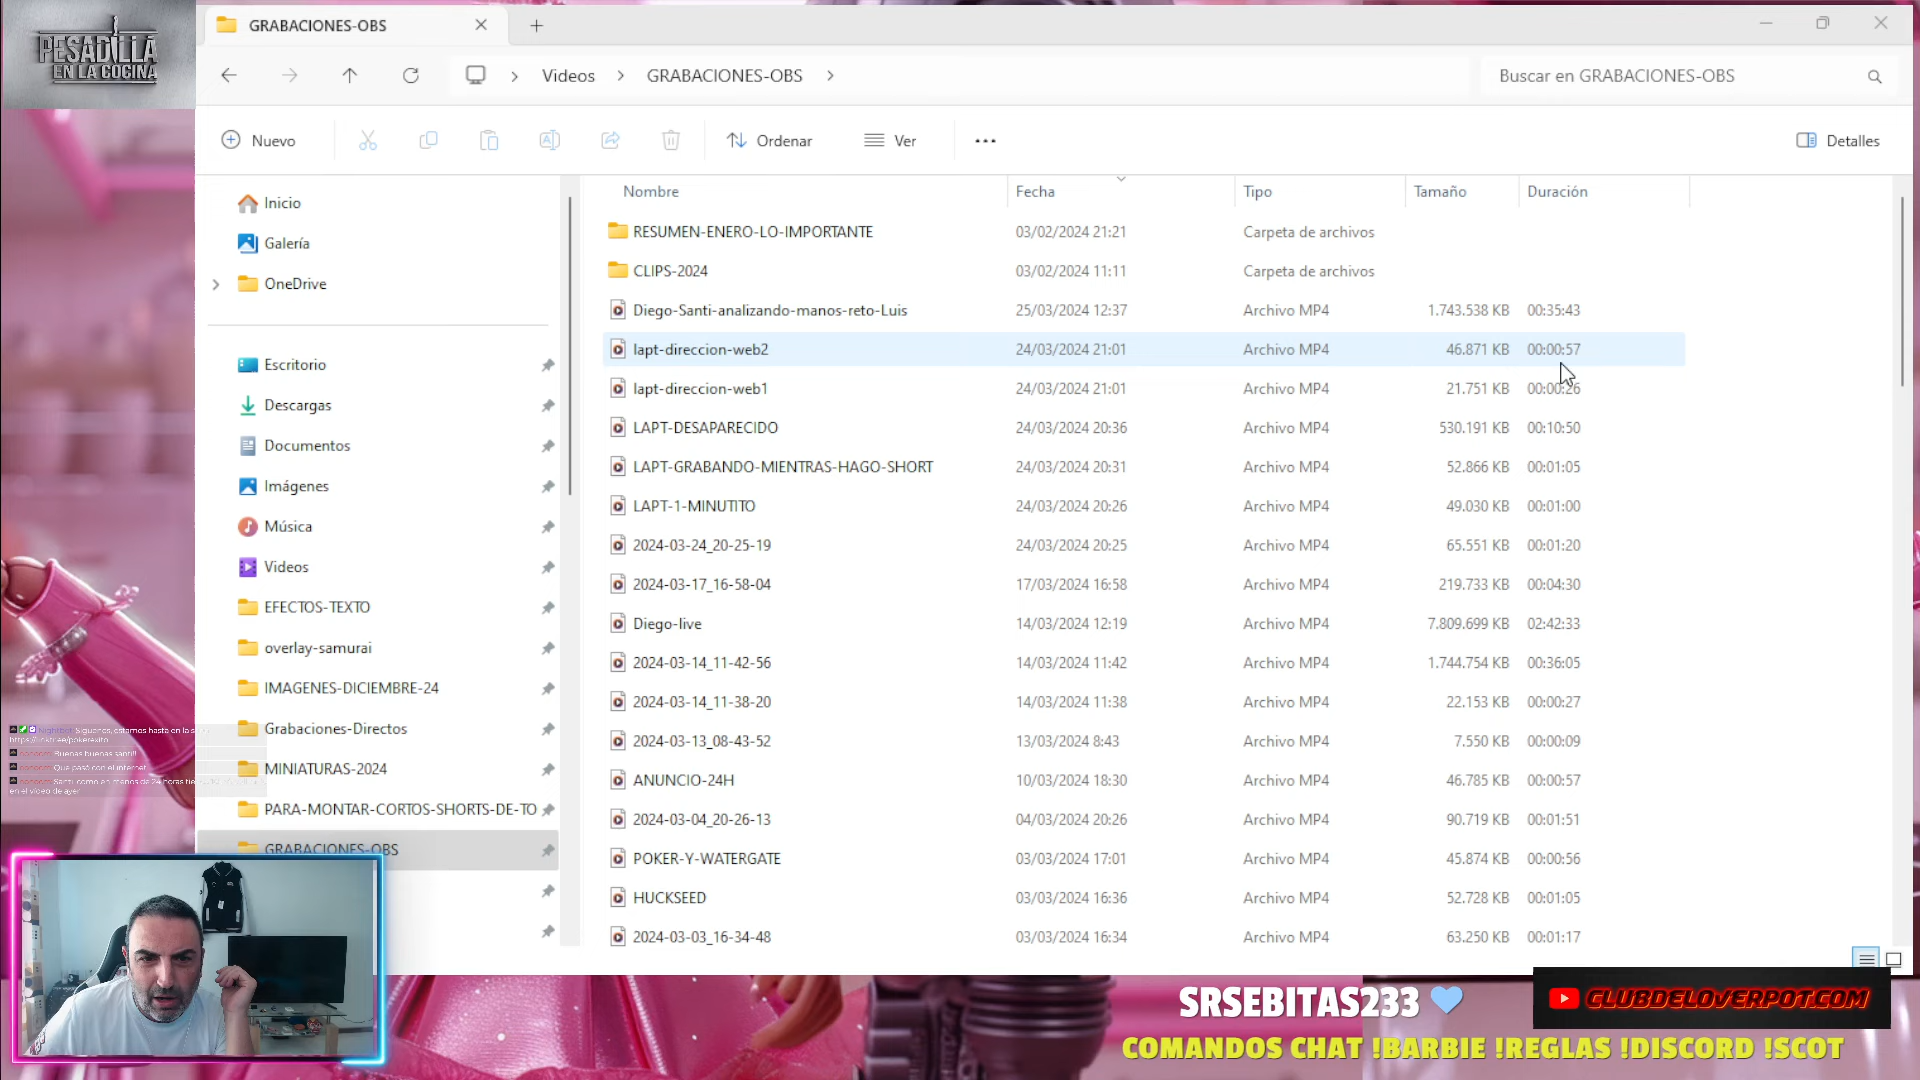 PESADILLA
EN LA COCINA
GRABACIONES-OBS
Videos
GRABACIONES-OBS
Buscar en GRABACIONES-OBS
Nuevo
Ordenar
Ver
Detalles
Inicio
Galería
OneDrive
Escritorio
Descargas
Documentos
Imágenes
Música
Videos
EFECTOS-TEXTO
overlay-samurai
IMAGENES-DICIEMBRE-24
Grabaciones-Directos
MINIATURAS-2024
PARA-MONTAR-CORTOS-SHORTS-DE-TO
GRABACIONES-OBS
Nombre Fecha Tipo Tamaño Duración
RESUMEN-ENERO-LO-IMPORTANTE 03/02/2024 21:21 Carpeta de archivos
CLIPS-2024 03/02/2024 11:11 Carpeta de archivos
Diego-Santi-analizando-manos-reto-Luis 25/03/2024 12:37 Archivo MP4 1.743.538 KB 00:35:43
lapt-direccion-web2 24/03/2024 21:01 Archivo MP4 46.871 KB 00:00:57
lapt-direccion-web1 24/03/2024 21:01 Archivo MP4 21.751 KB 00:00:26
LAPT-DESAPARECIDO 24/03/2024 20:36 Archivo MP4 530.191 KB 00:10:50
LAPT-GRABANDO-MIENTRAS-HAGO-SHORT 24/03/2024 20:31 Archivo MP4 52.866 KB 00:01:05
LAPT-1-MINUTITO 24/03/2024 20:26 Archivo MP4 49.030 KB 00:01:00
2024-03-24_20-25-19 24/03/2024 20:25 Archivo MP4 65.551 KB 00:01:20
2024-03-17_16-58-04 17/03/2024 16:58 Archivo MP4 219.733 KB 00:04:30
Diego-live 14/03/2024 12:19 Archivo MP4 7.809.699 KB 02:42:33
2024-03-14_11-42-56 14/03/2024 11:42 Archivo MP4 1.744.754 KB 00:36:05
2024-03-14_11-38-20 14/03/2024 11:38 Archivo MP4 22.153 KB 00:00:27
2024-03-13_08-43-52 13/03/2024 8:43 Archivo MP4 7.550 KB 00:00:09
ANUNCIO-24H 10/03/2024 18:30 Archivo MP4 46.785 KB 00:00:57
2024-03-04_20-26-13 04/03/2024 20:26 Archivo MP4 90.719 KB 00:01:51
POKER-Y-WATERGATE 03/03/2024 17:01 Archivo MP4 45.874 KB 00:00:56
HUCKSEED 03/03/2024 16:36 Archivo MP4 52.728 KB 00:01:05
2024-03-03_16-34-48 03/03/2024 16:34 Archivo MP4 63.250 KB 00:01:17
Buenas buenas santi!!
Que pasó con el internet
en el vídeo de ayer
SRSEBITAS233
CLUBDELOVERPOT.COM
COMANDOS CHAT !BARBIE !REGLAS !DISCORD !SCOT